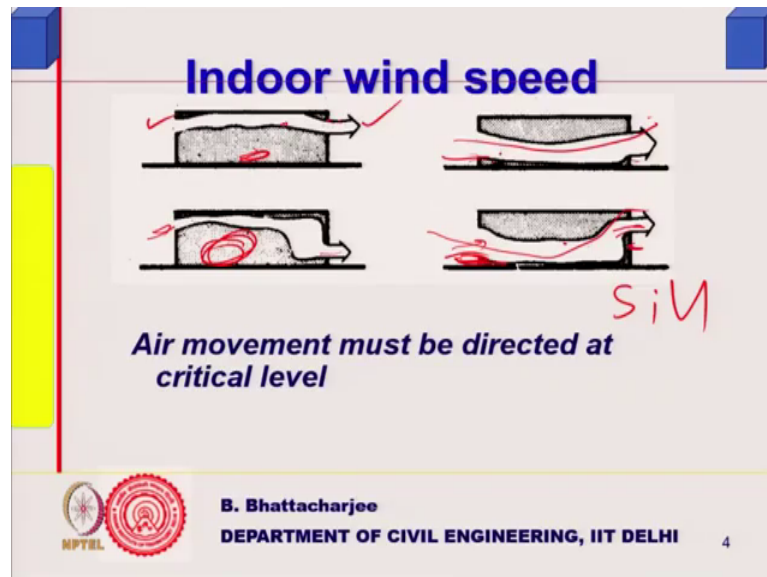 Indoor wind speed
Sill
Air movement must be directed at
critical level
B. Bhattacharjee
DEPARTMENT OF CIVIL ENGINEERING, IIT DELHI
4
NPTEL